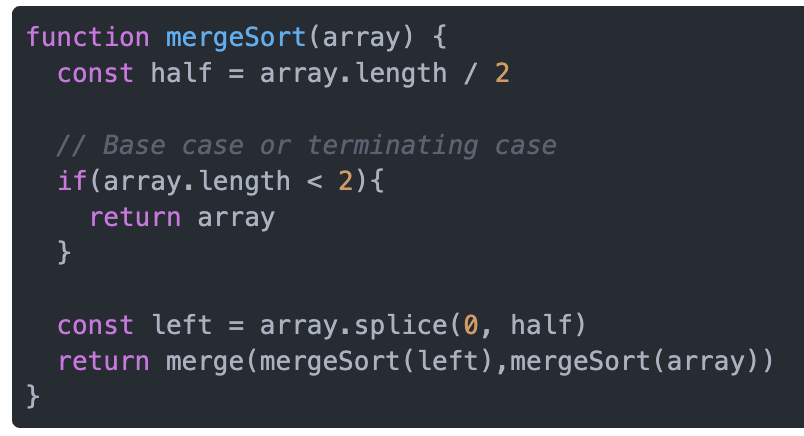 function mergeSort(array) {
  const half = array.length / 2

  // Base case or terminating case
  if(array.length < 2){
    return array
  }

  const left = array.splice(0, half)
  return merge(mergeSort(left),mergeSort(array))
}